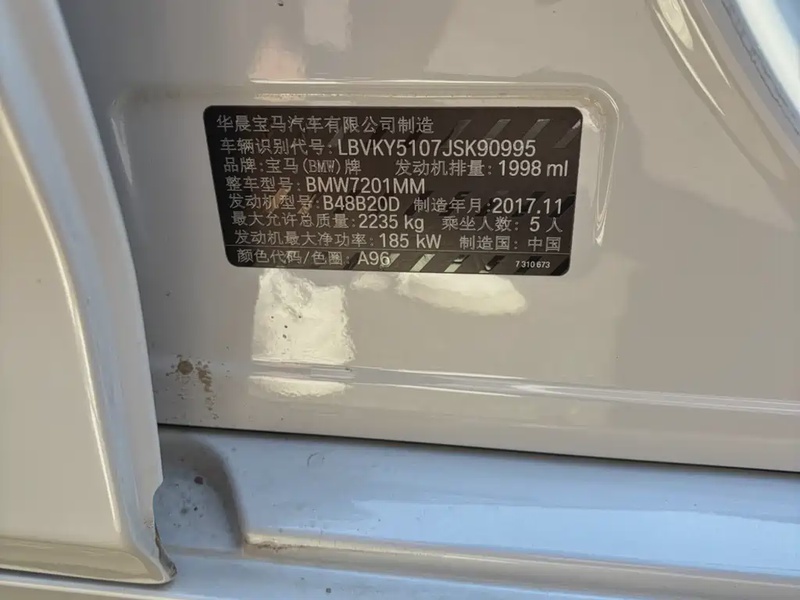 华晨宝马汽车有限公司制造
车辆识别代号: LBVKY5107JSK90995
品牌: 宝马(BMW)牌 发动机排量: 1998 ml
整车型号: BMW7201MM
发动机型号: B48B20D 制造年月: 2017.11
最大允许总质量: 2235 kg 乘坐人数: 5 人
发动机最大净功率: 185 kW 制造国: 中国
颜色代码/色圈: A96 7 310 673